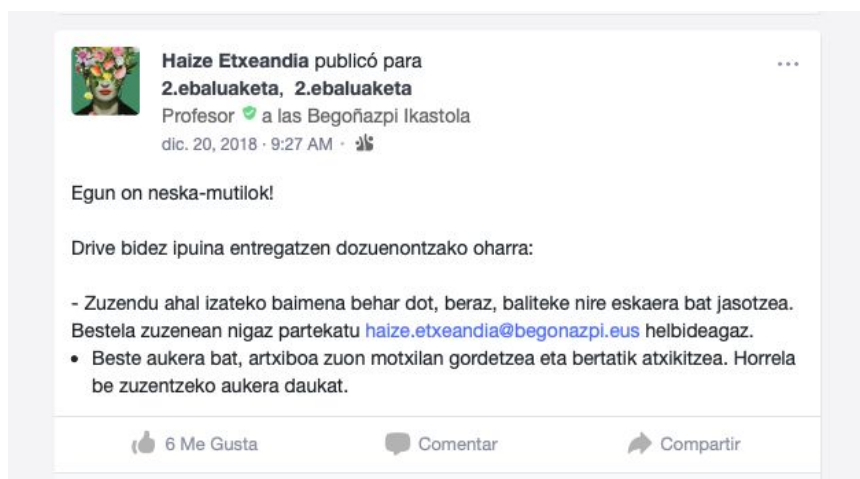 Haize Etxeandia publicó para
2.ebaluaketa, 2.ebaluaketa
Profesor a las Begoñazpi Ikastola
dic. 20, 2018 · 9:27 AM ·
Egun on neska-mutilok!
Drive bidez ipuina entregatzen dozuenontzako oharra:
- Zuzendu ahal izateko baimena behar dot, beraz, baliteke nire eskaera bat jasotzea.
Bestela zuzenean nigaz partekatu haize.etxeandia@begonazpi.eus helbideagaz.
• Beste aukera bat, artxiboa zuon motxilan gordetzea eta bertatik atxikitzea. Horrela
be zuzentzeko aukera daukat.
6 Me Gusta Comentar Compartir